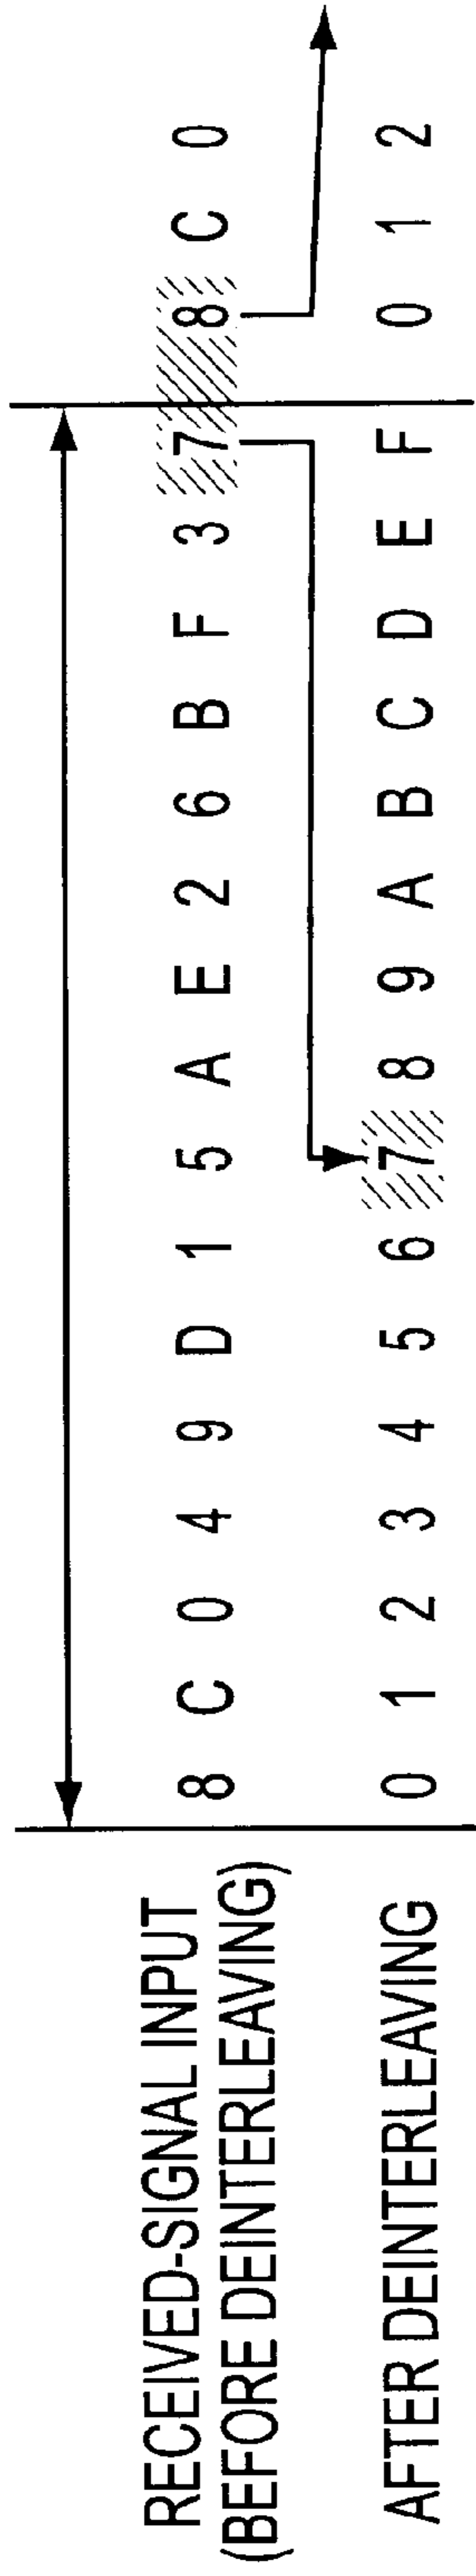 RECEIVED-SIGNAL INPUT
(BEFORE DEINTERLEAVING)
8 C 0 4 9 D 1 5 A E 2 6 B F 3 7 8 C 0
AFTER DEINTERLEAVING
0 1 2 3 4 5 6 7 8 9 A B C D E F 0 1 2